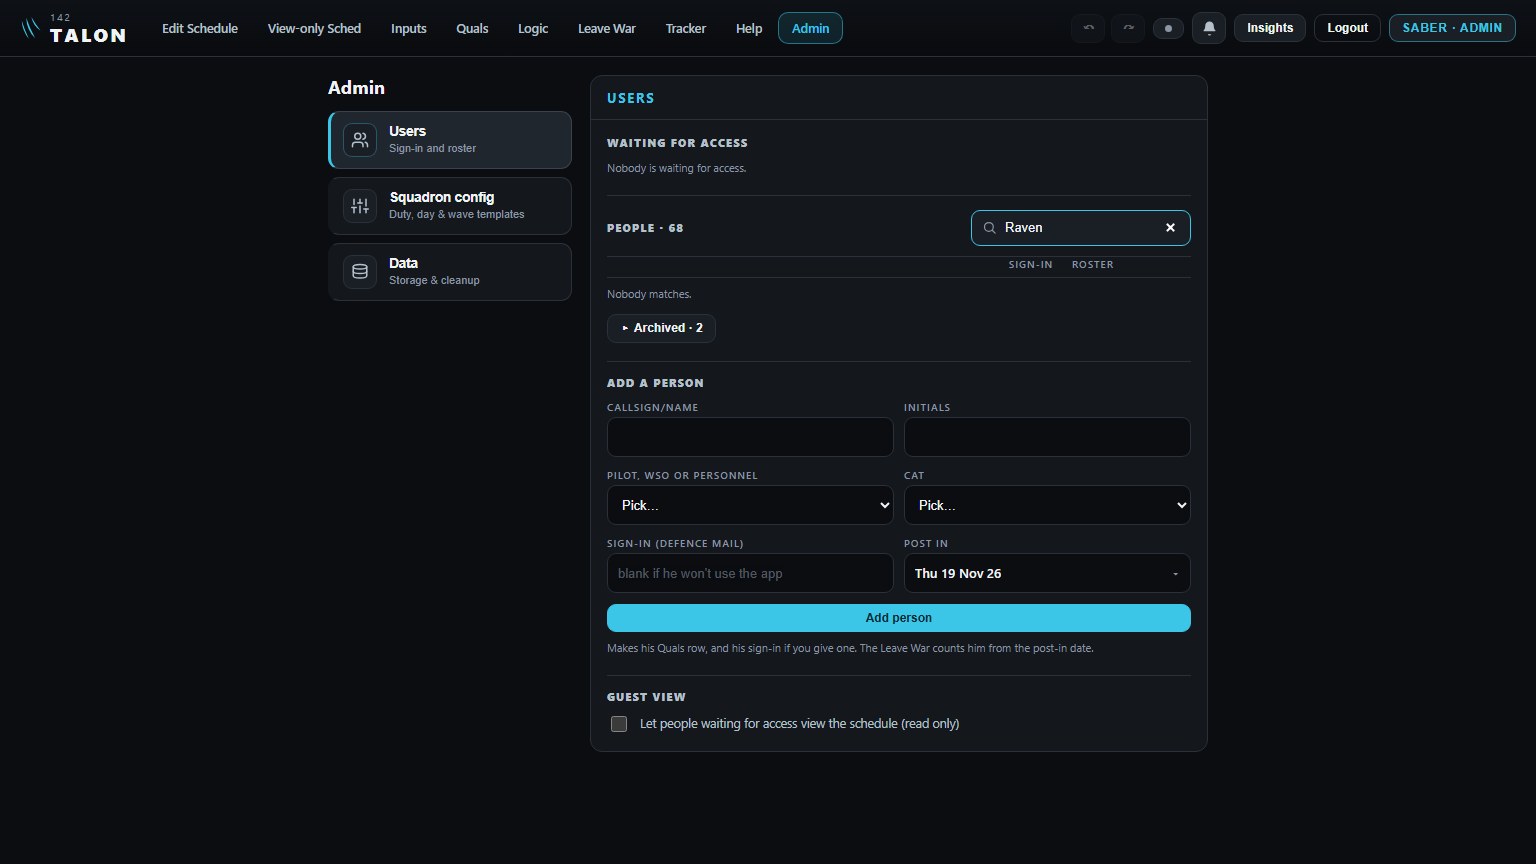 142
TALON
Edit Schedule
View-only Sched
Inputs
Quals
Logic
Leave War
Tracker
Help
Admin
Insights
Logout
SABER · ADMIN
Admin
Users
Sign-in and roster
Squadron config
Duty, day & wave templates
Data
Storage & cleanup
USERS
WAITING FOR ACCESS
Nobody is waiting for access.
PEOPLE · 68
Raven
SIGN-IN
ROSTER
Nobody matches.
Archived · 2
ADD A PERSON
CALLSIGN/NAME
INITIALS
PILOT, WSO OR PERSONNEL
CAT
Pick...
Pick...
SIGN-IN (DEFENCE MAIL)
POST IN
blank if he won't use the app
Thu 19 Nov 26
Add person
Makes his Quals row, and his sign-in if you give one. The Leave War counts him from the post-in date.
GUEST VIEW
Let people waiting for access view the schedule (read only)